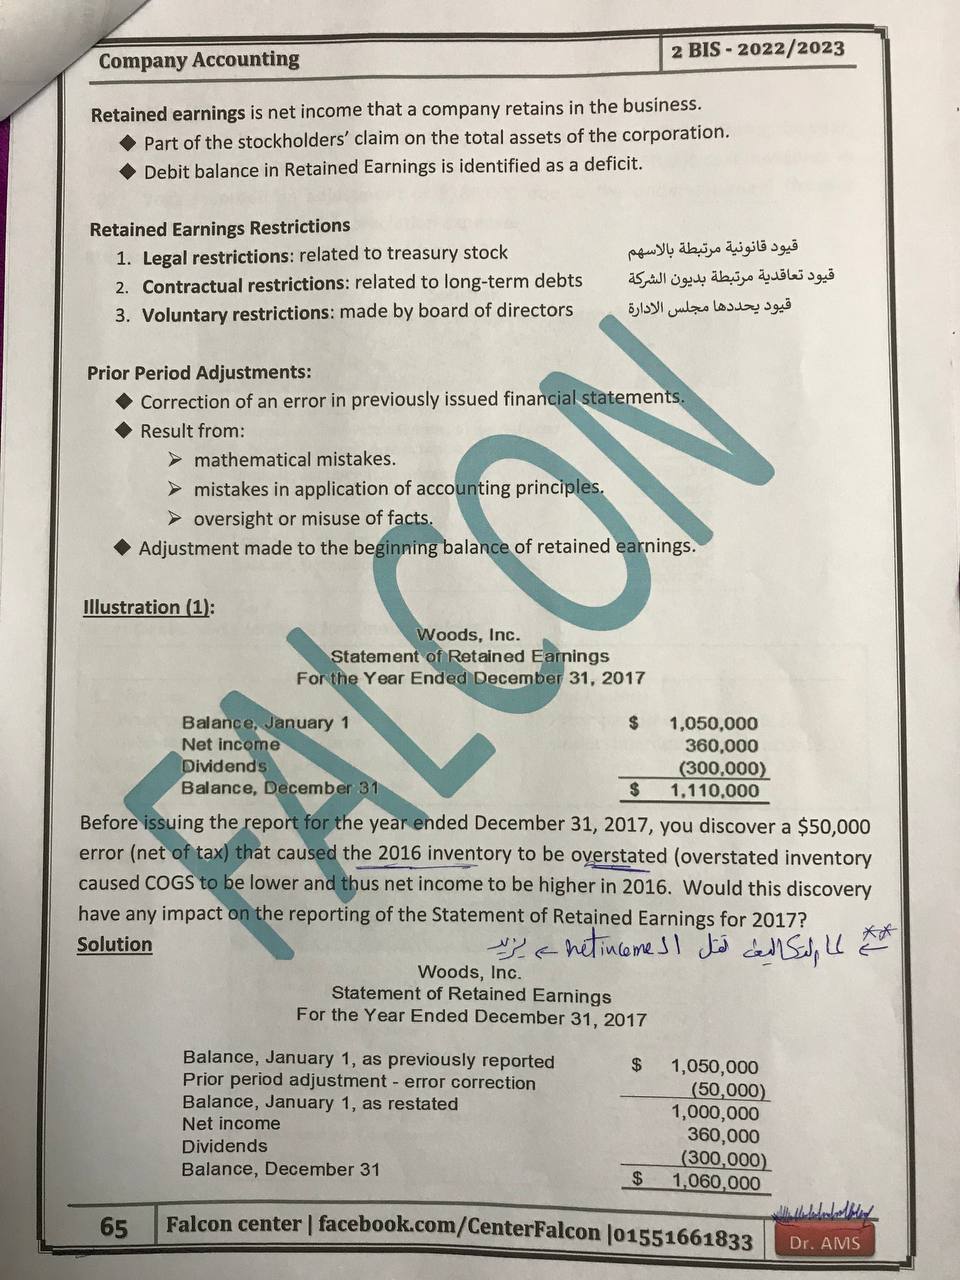 Company Accounting
2 BIS - 2022/2023
Retained earnings is net income that a company retains in the business.
◆ Part of the stockholders' claim on the total assets of the corporation.
◆ Debit balance in Retained Earnings is identified as a deficit.
Retained Earnings Restrictions
1. Legal restrictions: related to treasury stock قيود قانونية مرتبطة بالاسهم
2. Contractual restrictions: related to long-term debts قيود تعاقدية مرتبطة بديون الشركة
3. Voluntary restrictions: made by board of directors قيود يحددها مجلس الادارة
Prior Period Adjustments:
◆ Correction of an error in previously issued financial statements.
◆ Result from:
➢ mathematical mistakes.
➢ mistakes in application of accounting principles.
➢ oversight or misuse of facts.
◆ Adjustment made to the beginning balance of retained earnings.
FALCON
Illustration (1):
Woods, Inc.
Statement of Retained Earnings
For the Year Ended December 31, 2017
Balance, January 1 $ 1,050,000
Net income 360,000
Dividends (300,000)
Balance, December 31 $ 1,110,000
Before issuing the report for the year ended December 31, 2017, you discover a $50,000
error (net of tax) that caused the 2016 inventory to be overstated (overstated inventory
caused COGS to be lower and thus net income to be higher in 2016. Would this discovery
have any impact on the reporting of the Statement of Retained Earnings for 2017?
Solution
** لما التكاليف تقل ال net income يزيد
Woods, Inc.
Statement of Retained Earnings
For the Year Ended December 31, 2017
Balance, January 1, as previously reported $ 1,050,000
Prior period adjustment - error correction (50,000)
Balance, January 1, as restated 1,000,000
Net income 360,000
Dividends (300,000)
Balance, December 31 $ 1,060,000
65 Falcon center | facebook.com/CenterFalcon |01551661833
Dr. AMS